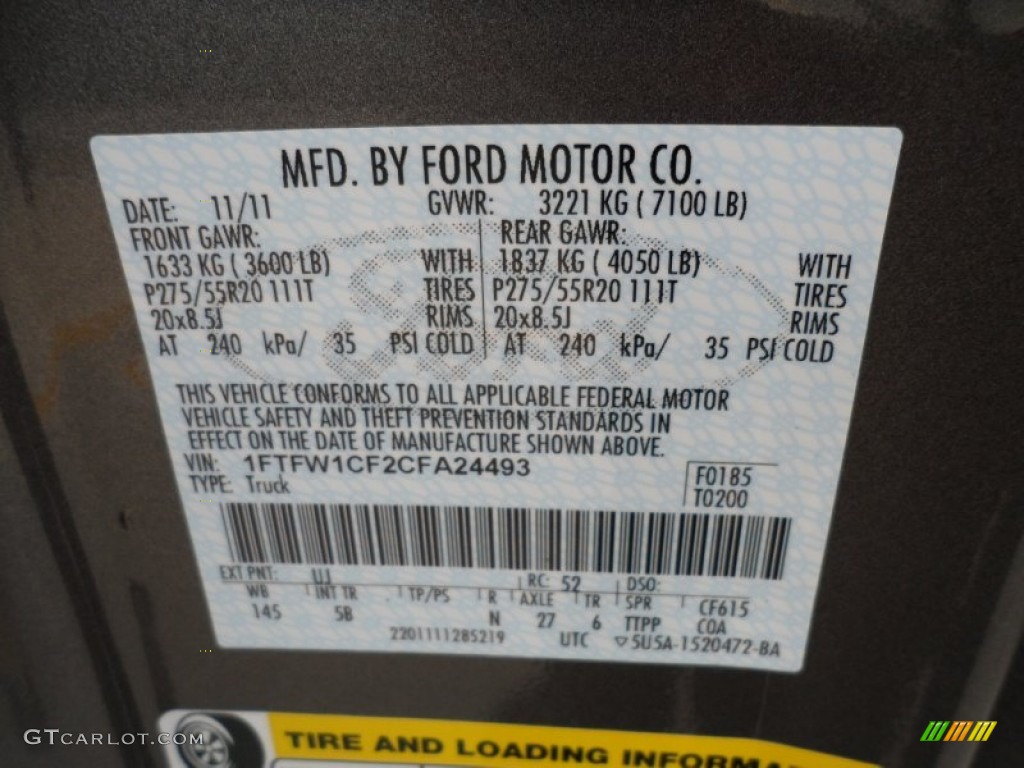 MFD. BY FORD MOTOR CO.
DATE: 11/11 GVWR: 3221 KG ( 7100 LB)
FRONT GAWR: REAR GAWR:
1633 KG ( 3600 LB) WITH 1837 KG ( 4050 LB) WITH
P275/55R20 111T TIRES P275/55R20 111T TIRES
20x8.5J RIMS 20x8.5J RIMS
AT 240 kPa/ 35 PSI COLD AT 240 kPa/ 35 PSI COLD
THIS VEHICLE CONFORMS TO ALL APPLICABLE FEDERAL MOTOR
VEHICLE SAFETY AND THEFT PREVENTION STANDARDS IN
EFFECT ON THE DATE OF MANUFACTURE SHOWN ABOVE.
VIN: 1FTFW1CF2CFA24493
TYPE: Truck
F0185
T0200
EXT PNT: UJ RC: 52 DSO:
WB INT TR TP/PS R AXLE TR SPR CF615
145 5B N 27 6 TTPP COA
2201111285219 UTC 5U5A-1520472-BA
TIRE AND LOADING
GTCARLOT.COM